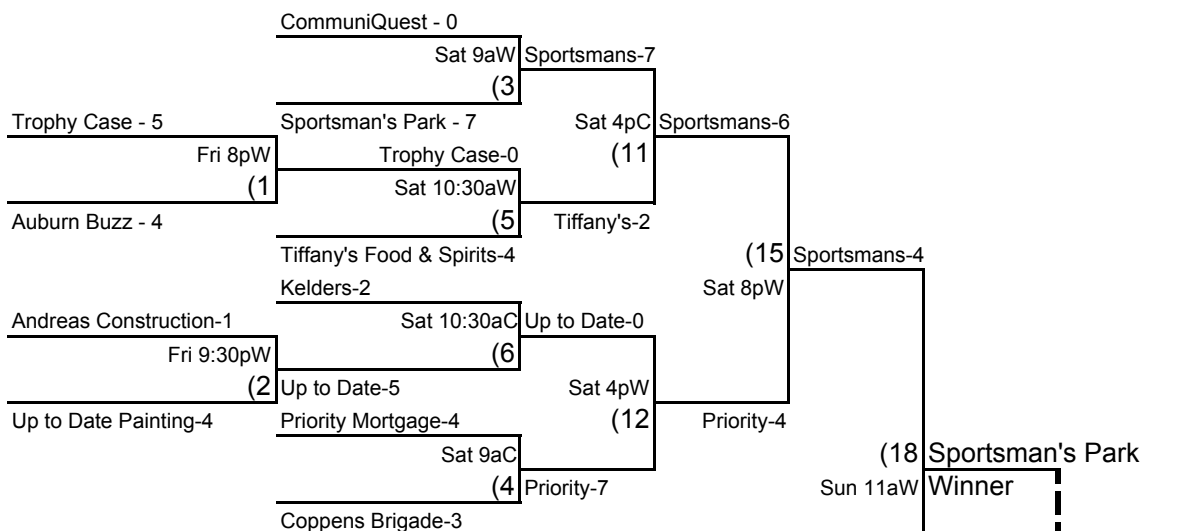 CommuniQuest - 0
Sat 9aW Sportsmans-7
(3
Trophy Case - 5 Sportsman's Park - 7 Sat 4pC Sportsmans-6
Fri 8pW Trophy Case-0 (11
(1 Sat 10:30aW
Auburn Buzz - 4 (5 Tiffany's-2
Tiffany's Food & Spirits-4 (15 Sportsmans-4
Kelders-2 Sat 8pW
Andreas Construction-1 Sat 10:30aC Up to Date-0
Fri 9:30pW (6
(2 Up to Date-5 Sat 4pW
Up to Date Painting-4 Priority Mortgage-4 (12 Priority-4
Sat 9aC (18 Sportsman's Park
(4 Priority-7 Sun 11aW Winner
Coppens Brigade-3